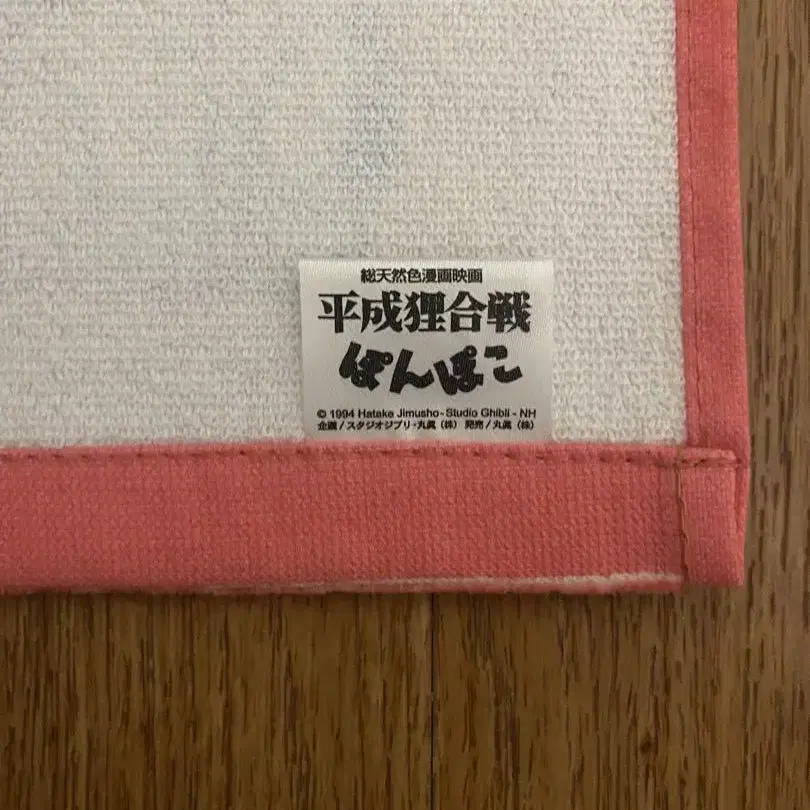 総天然色漫画映画
平成狸合戦
ぽんぽこ
© 1994 Hatake Jimusho - Studio Ghibli - NH
企画/スタジオジブリ・丸眞(株) 発売/丸眞(株)